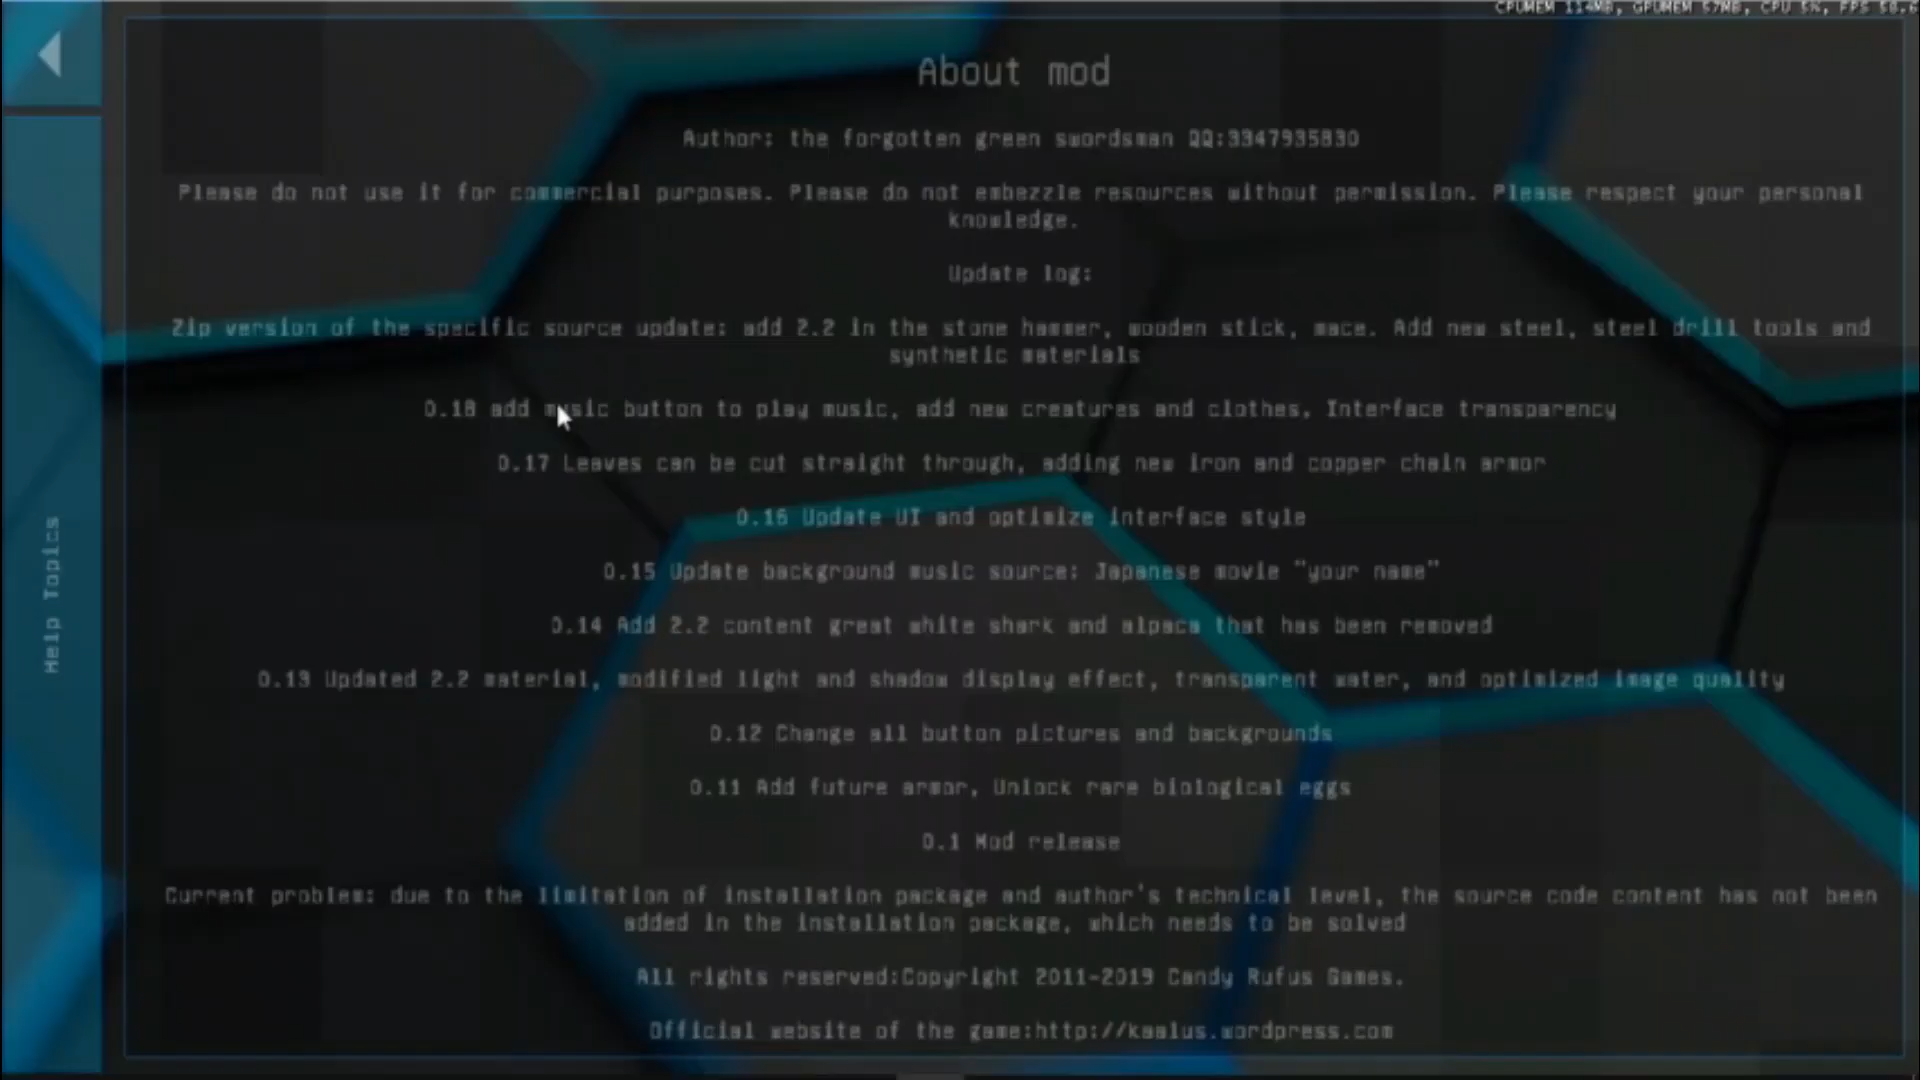 CPUMEM 114MB, GPUMEM 57MB, CPU 5%, FPS 58.6
About mod
Author: the forgotten green swordsman QQ:3347935830
Please do not use it for commercial purposes. Please do not embezzle resources without permission. Please respect your personal
knowledge.
Update log:
Zip version of the specific source update: add 2.2 in the stone hammer, wooden stick, mace. Add new steel, steel drill tools and
synthetic materials
0.18 add music button to play music, add new creatures and clothes, Interface transparency
0.17 Leaves can be cut straight through, adding new iron and copper chain armor
0.16 Update UI and optimize interface style
0.15 Update background music source: Japanese movie "your name"
0.14 Add 2.2 content great white shark and alpaca that has been removed
0.13 Updated 2.2 material, modified light and shadow display effect, transparent water, and optimized image quality
0.12 Change all button pictures and backgrounds
0.11 Add future armor, Unlock rare biological eggs
0.1 Mod release
Current problem: due to the limitation of installation package and author's technical level, the source code content has not been
added in the installation package, which needs to be solved
All rights reserved:Copyright 2011-2019 Candy Rufus Games.
Official website of the game:http://kaalus.wordpress.com
Help Topics